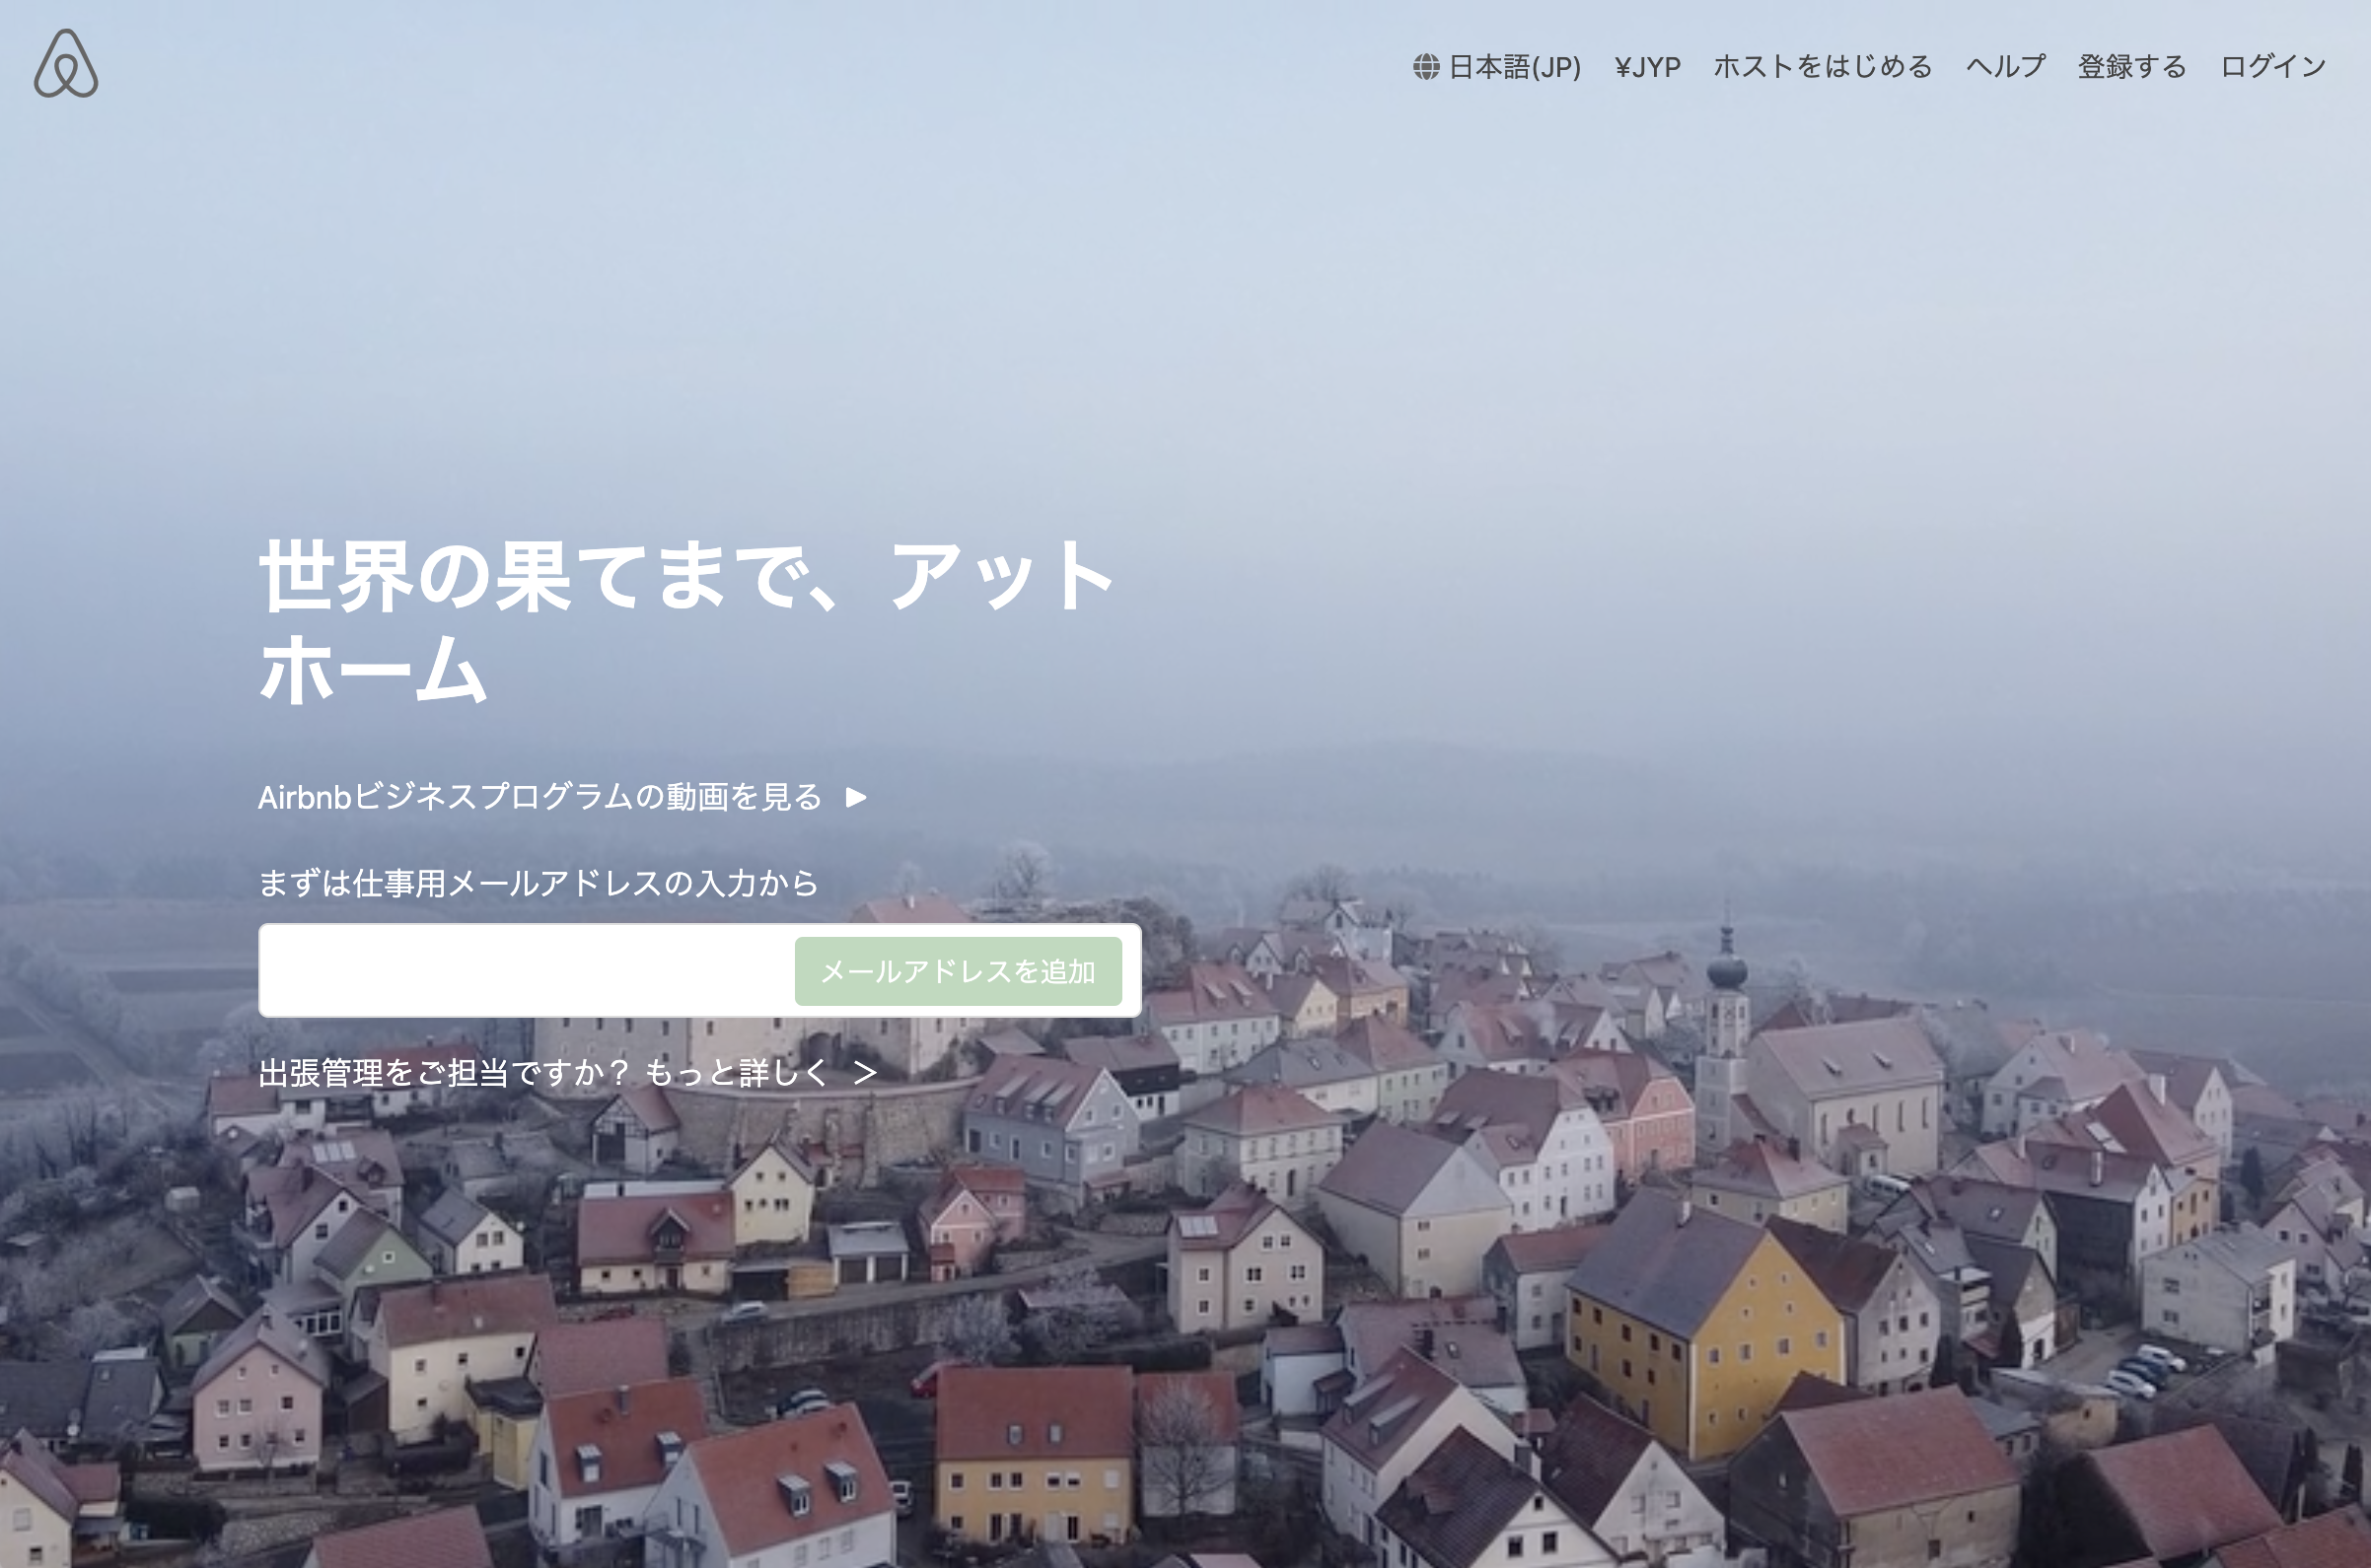 日本語(JP) ¥JYP ホストをはじめる ヘルプ 登録する ログイン
世界の果てまで、アット
ホーム
Airbnbビジネスプログラムの動画を見る
まずは仕事用メールアドレスの入力から
メールアドレスを追加
出張管理をご担当ですか？ もっと詳しく ＞